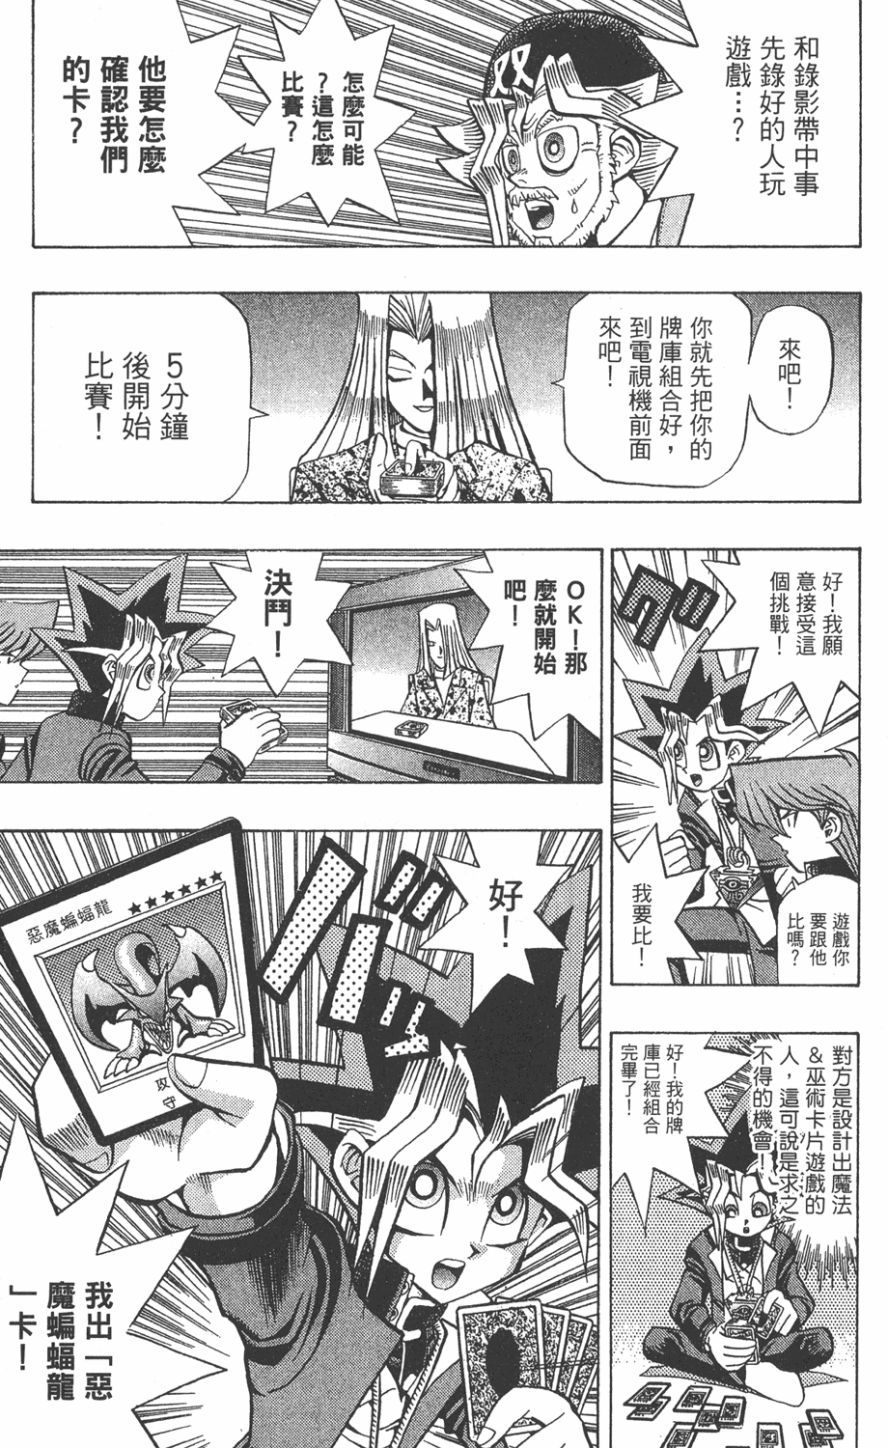 和錄影帶中事
先錄好的人玩
遊戲…?
怎麼可能
?這怎麼
比賽?
他要怎麼
確認我們
的卡?
双
來吧!
你就先把你的
牌庫組合好,
到電視機前面
來吧!
5分鐘
後開始
比賽!
好!我願
意接受這
個挑戰!
グッ
遊戲你
要跟他
比嗎?
我要比!
OK!那
麼就開始
吧!
決鬥!
對方是設計出魔法
&巫術卡片遊戲的
人,這可說是求之
不得的機會!
好!我的牌
庫已經組合
完畢了!
好!
バッ
惡魔蝙蝠龍
★★★★★★
攻
守
我出「惡
魔蝙蝠龍
」卡!